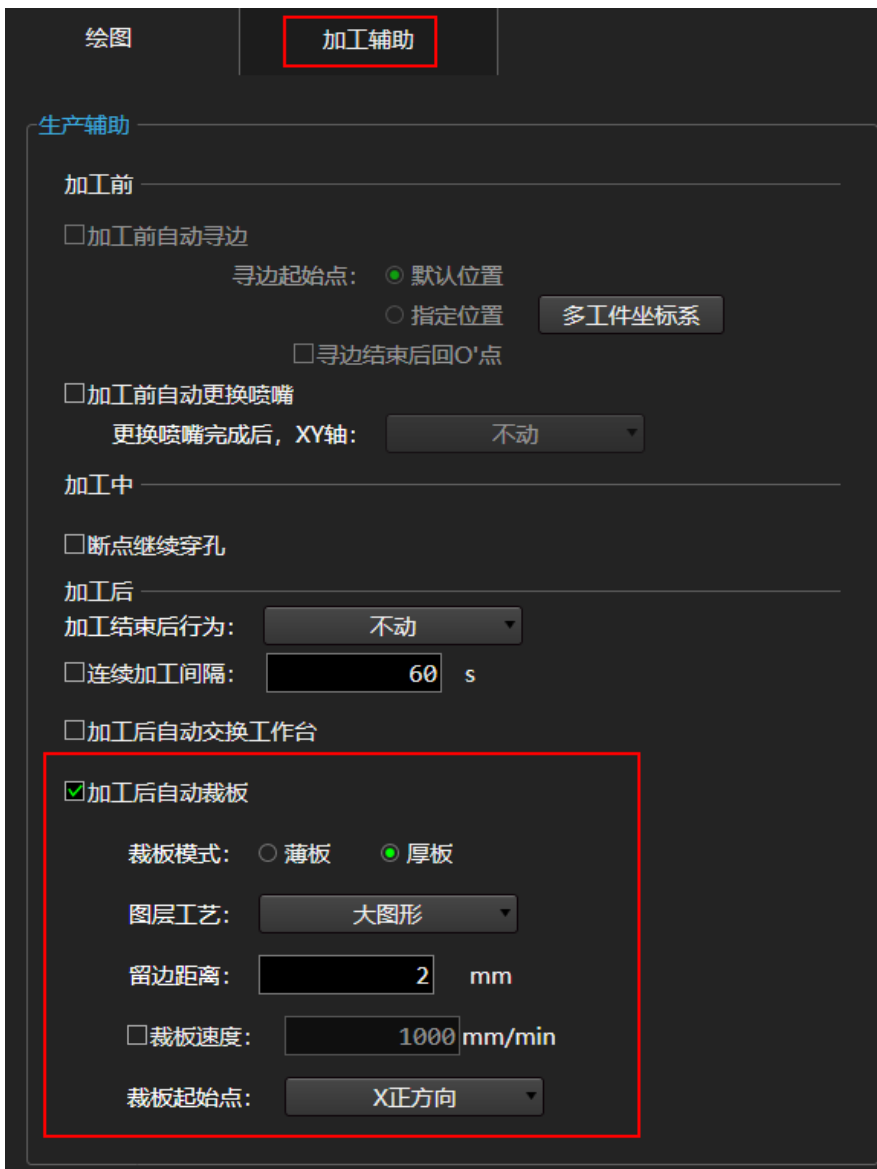 绘图 加工辅助
生产辅助
加工前
加工前自动寻边
寻边起始点： 默认位置
指定位置 多工件坐标系
寻边结束后回O'点
加工前自动更换喷嘴
更换喷嘴完成后，XY轴： 不动
加工中
断点继续穿孔
加工后
加工结束后行为： 不动
连续加工间隔： 60 s
加工后自动交换工作台
加工后自动裁板
裁板模式： 薄板 厚板
图层工艺： 大图形
留边距离： 2 mm
裁板速度： 1000 mm/min
裁板起始点： X正方向